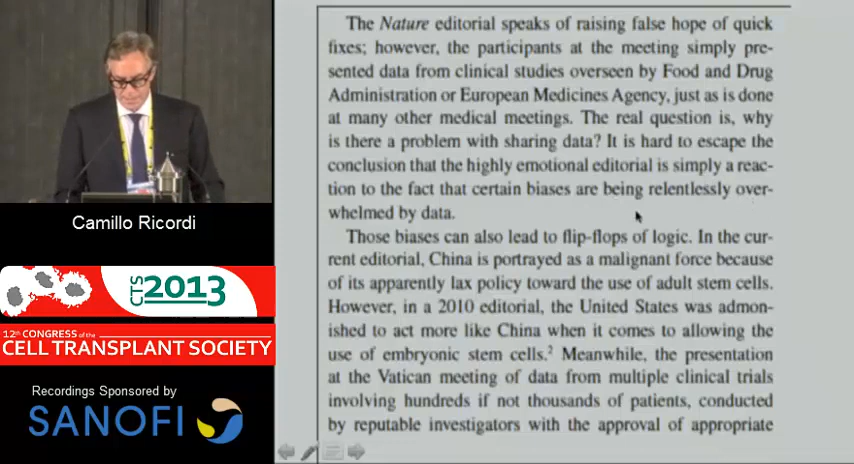 The Nature editorial speaks of raising false hope of quick
fixes; however, the participants at the meeting simply pre-
sented data from clinical studies overseen by Food and Drug
Administration or European Medicines Agency, just as is done
at many other medical meetings. The real question is, why
is there a problem with sharing data? It is hard to escape the
conclusion that the highly emotional editorial is simply a reac-
tion to the fact that certain biases are being relentlessly over-
whelmed by data.
Those biases can also lead to flip-flops of logic. In the cur-
rent editorial, China is portrayed as a malignant force because
of its apparently lax policy toward the use of adult stem cells.
However, in a 2010 editorial, the United States was admon-
ished to act more like China when it comes to allowing the
use of embryonic stem cells.² Meanwhile, the presentation
at the Vatican meeting of data from multiple clinical trials
involving hundreds if not thousands of patients, conducted
by reputable investigators with the approval of appropriate
Camillo Ricordi
CTS
2013
12th CONGRESS of the
CELL TRANSPLANT SOCIETY
Recordings Sponsored by
SANOFI